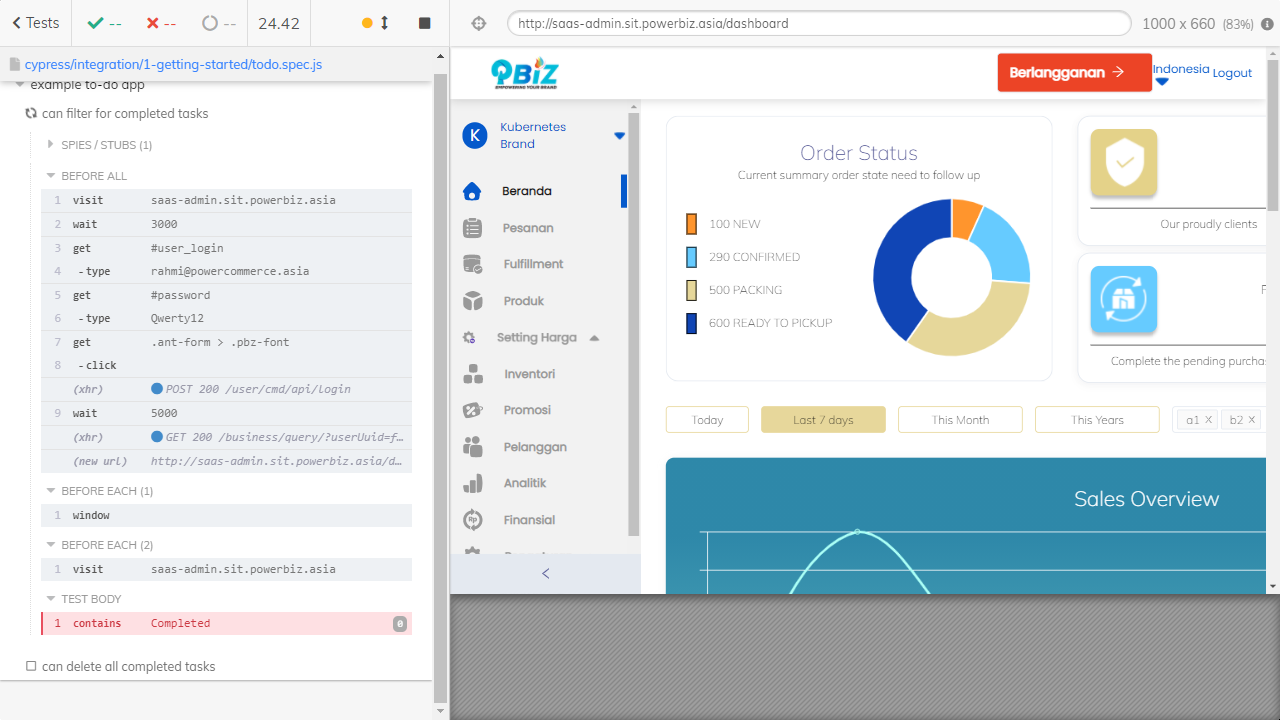 Tests
--
--
--
24.42
http://saas-admin.sit.powerbiz.asia/dashboard
1000 x 660 (83%)
cypress/integration/1-getting-started/todo.spec.js
example to-do app
can filter for completed tasks
SPIES / STUBS (1)
BEFORE ALL
1 visit saas-admin.sit.powerbiz.asia
2 wait 3000
3 get #user_login
4 -type rahmi@powercommerce.asia
5 get #password
6 -type Qwerty12
7 get .ant-form > .pbz-font
8 -click
(xhr) POST 200 /user/cmd/api/login
9 wait 5000
(xhr) GET 200 /business/query/?userUuid=f…
(new url) http://saas-admin.sit.powerbiz.asia/d…
BEFORE EACH (1)
1 window
BEFORE EACH (2)
1 visit saas-admin.sit.powerbiz.asia
TEST BODY
1 contains Completed 0
can delete all completed tasks
QBIZ
EMPOWERING YOUR BRAND
Berlangganan
Indonesia
Logout
K
Kubernetes
Brand
Beranda
Pesanan
Fulfillment
Produk
Setting Harga
Inventori
Promosi
Pelanggan
Analitik
Rp
Finansial
<
Order Status
Current summary order state need to follow up
100 NEW
290 CONFIRMED
500 PACKING
600 READY TO PICKUP
Our proudly clients
Complete the pending purcha
Today
Last 7 days
This Month
This Years
a1 X
b2 X
Sales Overview